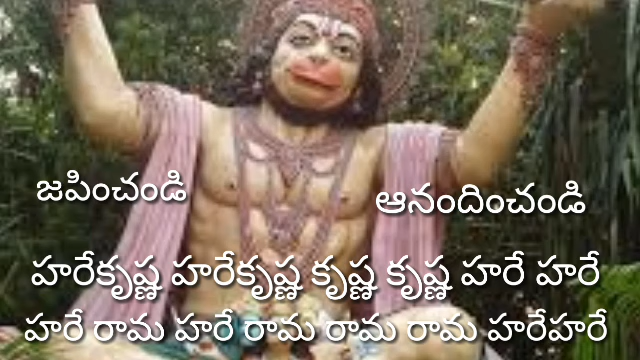 జపించండి ఆనందించండి
హరేకృష్ణ హరేకృష్ణ కృష్ణ కృష్ణ హరే హరే
హరే రామ హరే రామ రామ రామ హరేహరే